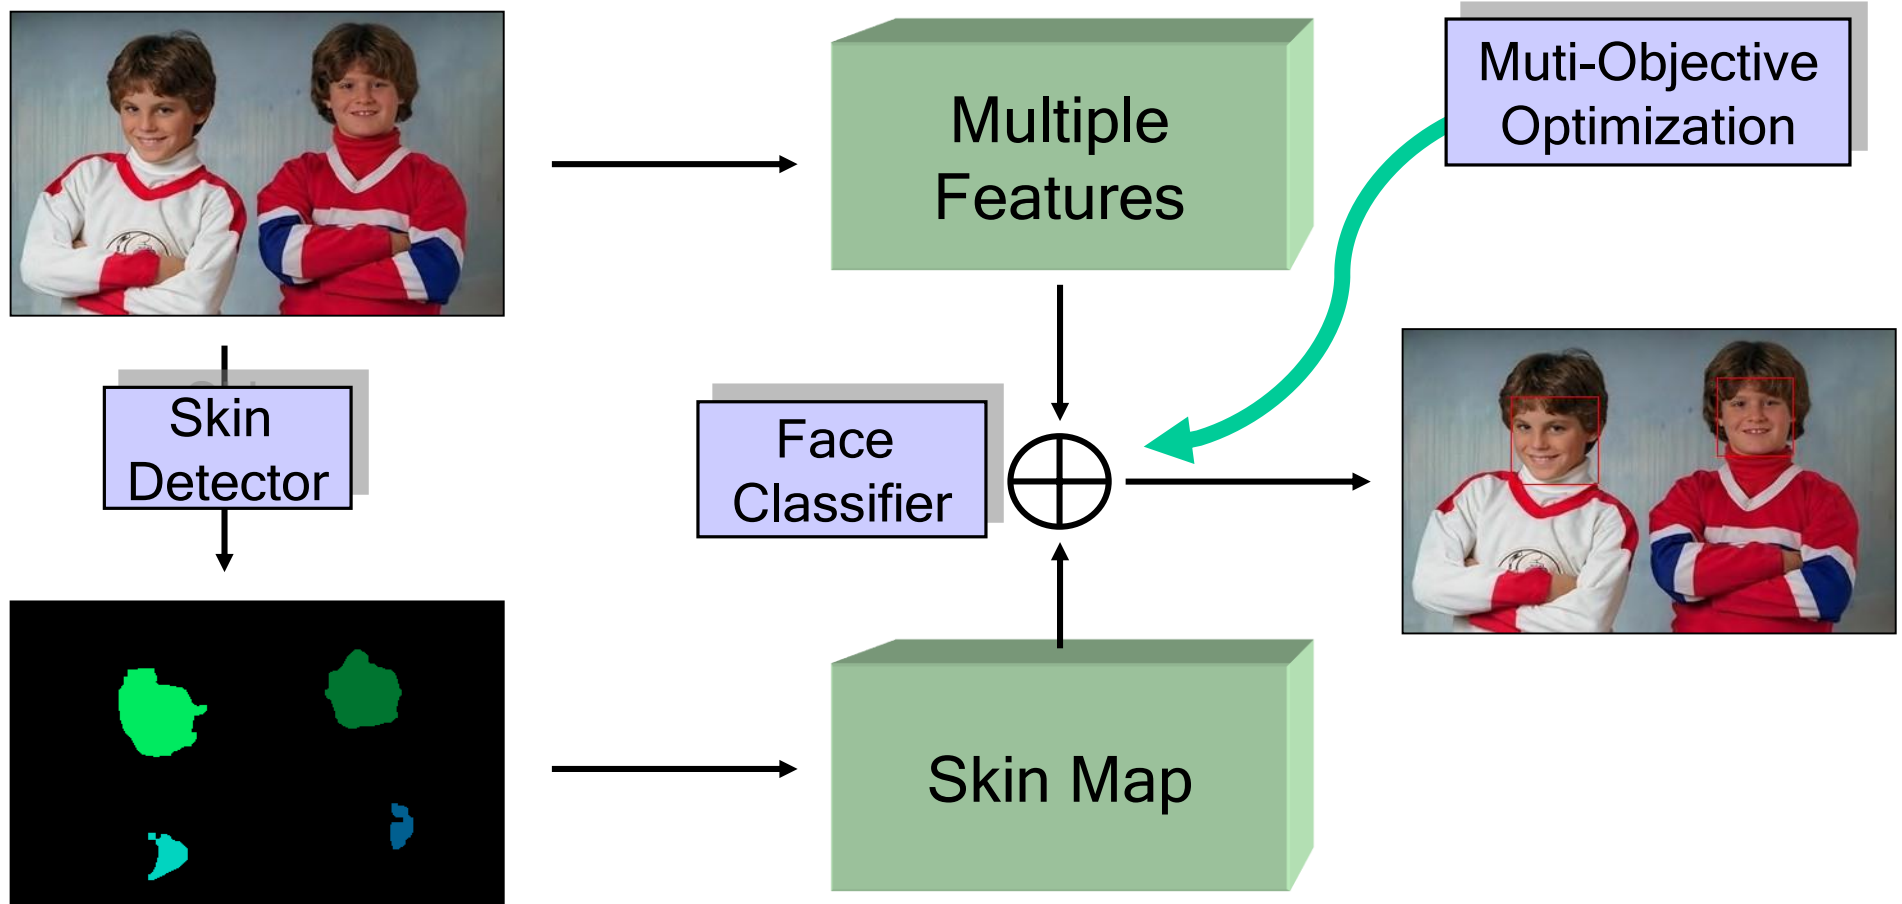 Multiple
Features
Muti-Objective
Optimization
Skin
Detector
Face
Classifier
Skin Map